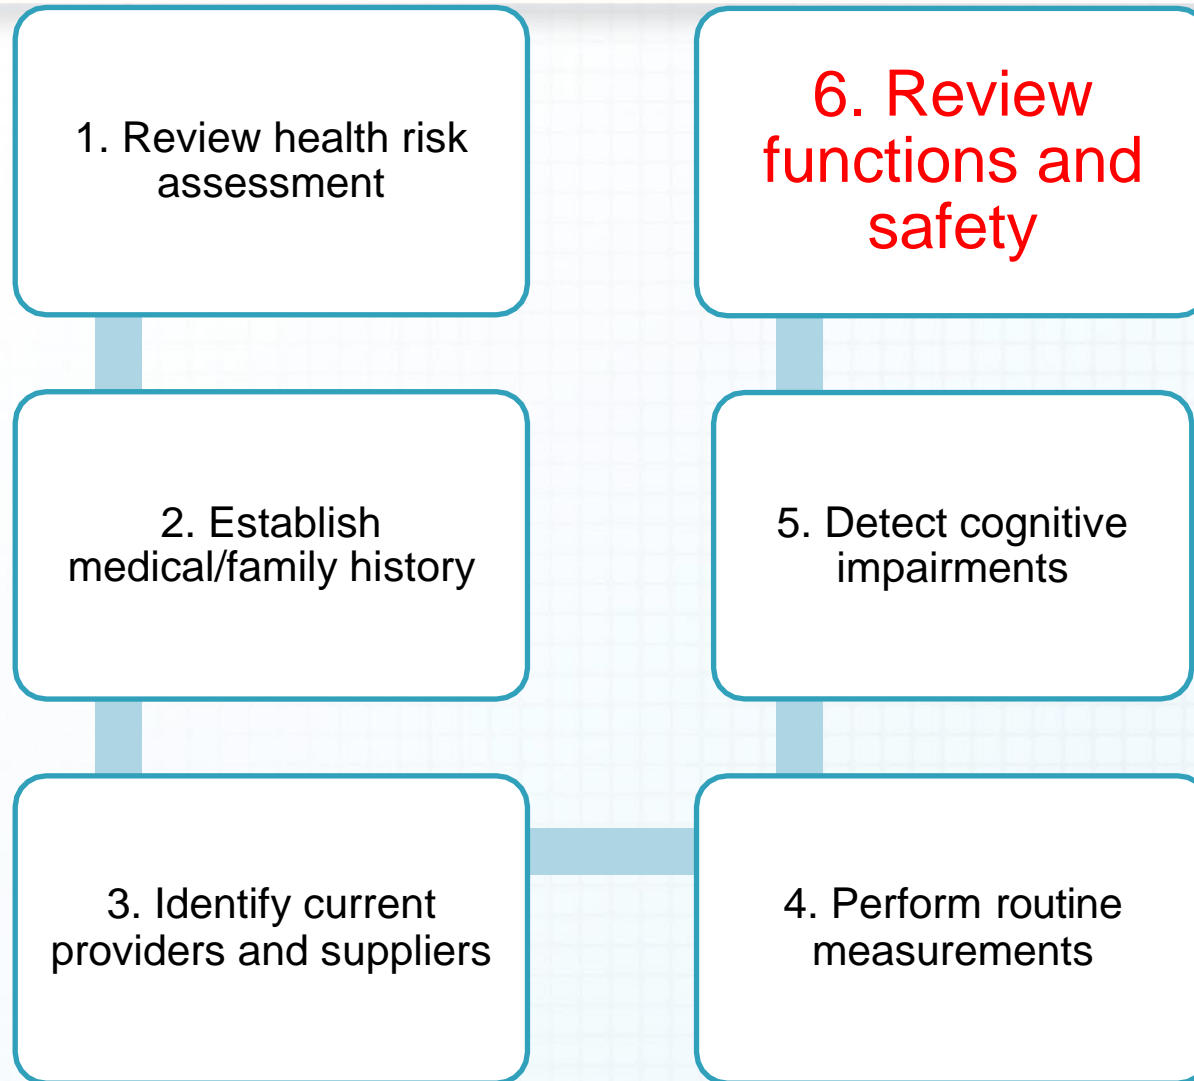 1. Review health risk
assessment
2. Establish
medical/family history
3. Identify current
providers and suppliers
4. Perform routine
measurements
5. Detect cognitive
impairments
6. Review
functions and
safety